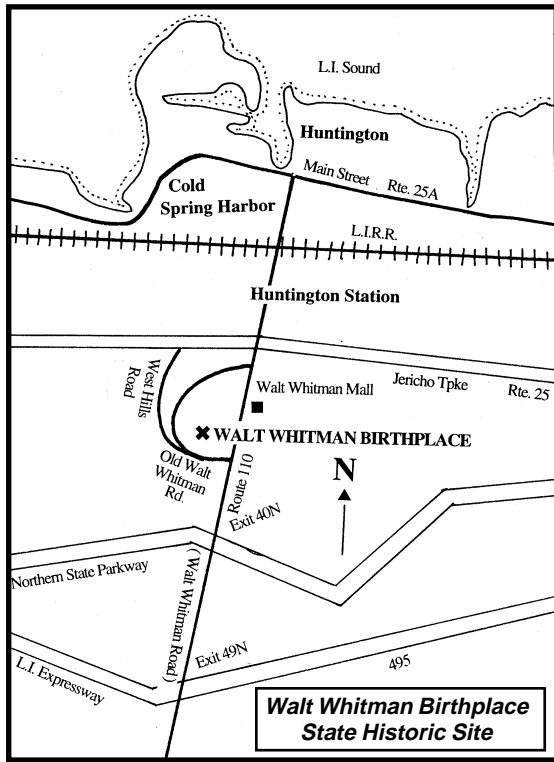 L.I. Sound
Huntington
Main Street
Rte. 25A
Cold
Spring Harbor
L.I.R.R.
Huntington Station
West Hills
Road
Jericho Tpke
Rte. 25
Walt Whitman Mall
WALT WHITMAN BIRTHPLACE
Old Walt
Whitman
Rd.
Route 110
N
Exit 40N
Northern State Parkway
(Walt Whitman Road)
Exit 49N
495
L.I. Expressway
Walt Whitman Birthplace
State Historic Site